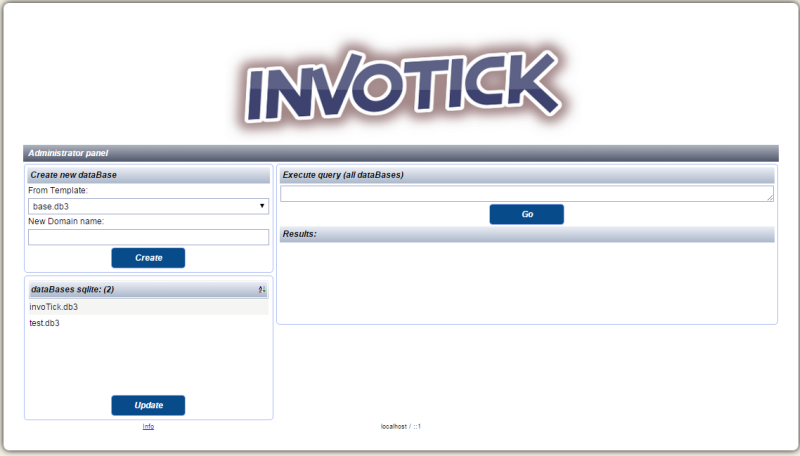 INVOTICK
Administrator panel
Create new dataBase
From Template:
base.db3
New Domain name:
Create
dataBases sqlite: (2)
invoTick.db3
test.db3
Update
Info
Execute query (all dataBases)
Go
Results:
localhost / ::1